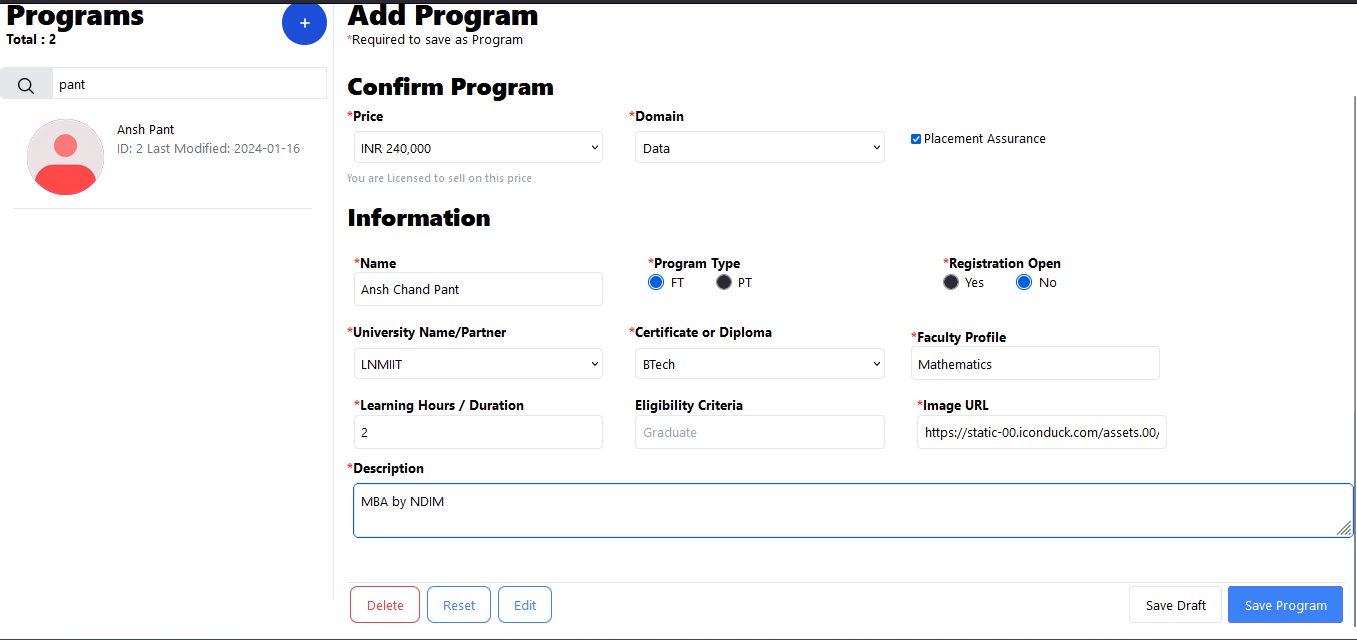 Programs
Total : 2
+
pant
Ansh Pant
ID: 2 Last Modified: 2024-01-16
Add Program
*Required to save as Program
Confirm Program
*Price
*Domain
INR 240,000
Data
Placement Assurance
You are Licensed to sell on this price
Information
*Name
*Program Type
*Registration Open
Ansh Chand Pant
FT
PT
Yes
No
*University Name/Partner
*Certificate or Diploma
*Faculty Profile
LNMIIT
BTech
Mathematics
*Learning Hours / Duration
Eligibility Criteria
*Image URL
2
Graduate
https://static-00.iconduck.com/assets.00/
*Description
MBA by NDIM
Delete
Reset
Edit
Save Draft
Save Program